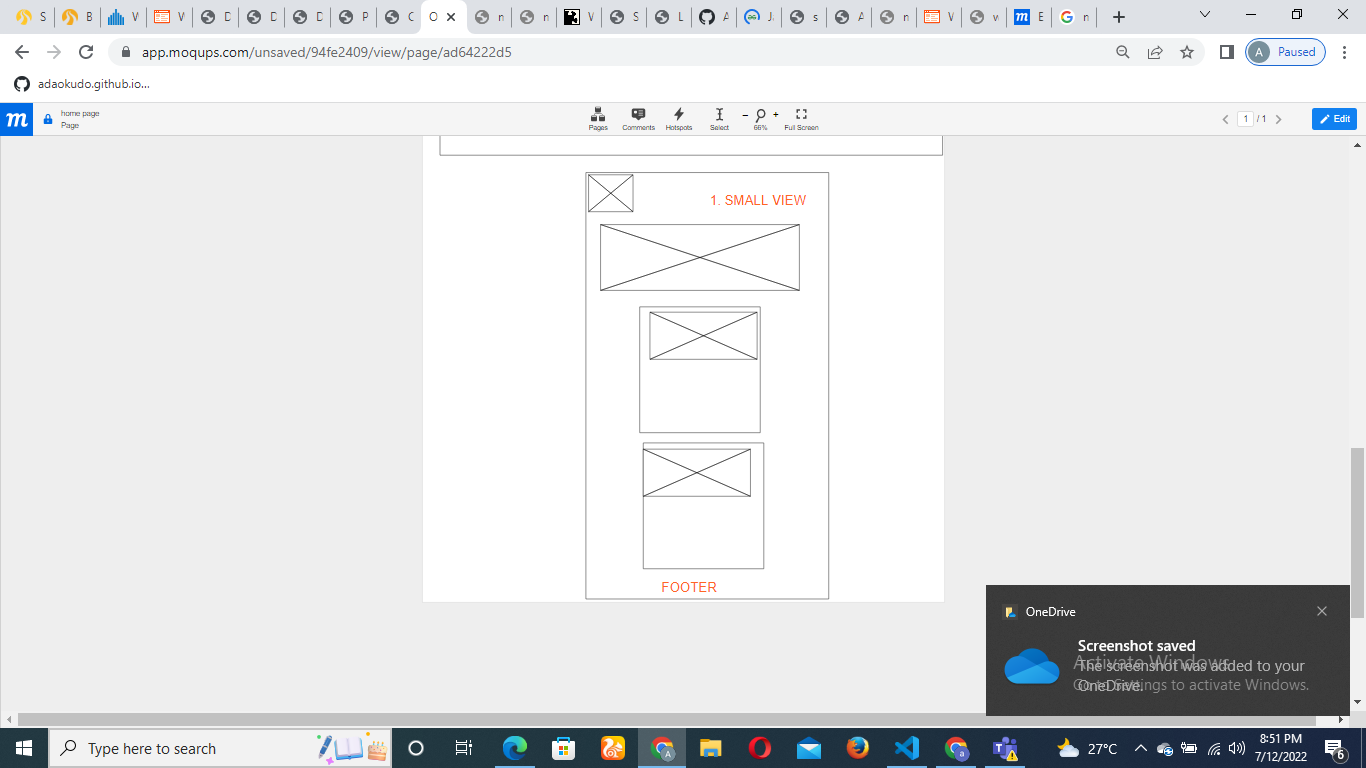 S
B
W
D
D
D
P
C
O
n
n
W
S
L
A
J
s
A
n
W
w
E
n
app.moqups.com/unsaved/94fe2409/view/page/ad64222d5
A Paused
adaokudo.github.io...
m
home page
Page
Pages
Comments
Hotspots
Select
66%
Full Screen
1 / 1
Edit
1. SMALL VIEW
FOOTER
OneDrive
Screenshot saved
The screenshot was added to your
OneDrive.
Activate Windows
Go to Settings to activate Windows.
Type here to search
27°C
8:51 PM
7/12/2022
6